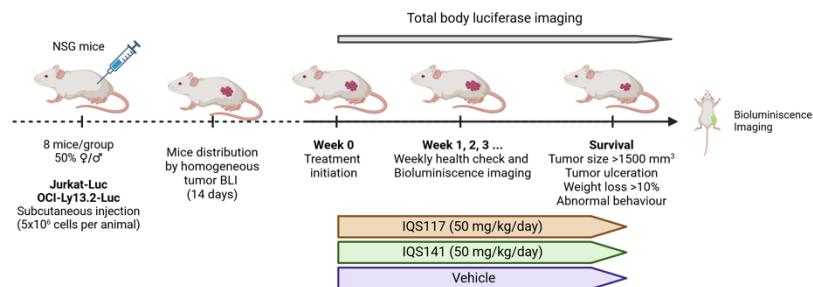 Total body luciferase imaging
NSG mice
8 mice/group
50% ♀/♂
Jurkat-Luc
OCI-Ly13.2-Luc
Subcutaneous injection
(5x10⁶ cells per animal)
Mice distribution
by homogeneous
tumor BLI
(14 days)
Week 0
Treatment
initiation
Week 1, 2, 3 ...
Weekly health check and
Bioluminiscence imaging
Survival
Tumor size >1500 mm³
Tumor ulceration
Weight loss >10%
Abnormal behaviour
Bioluminiscence
Imaging
IQS117 (50 mg/kg/day)
IQS141 (50 mg/kg/day)
Vehicle